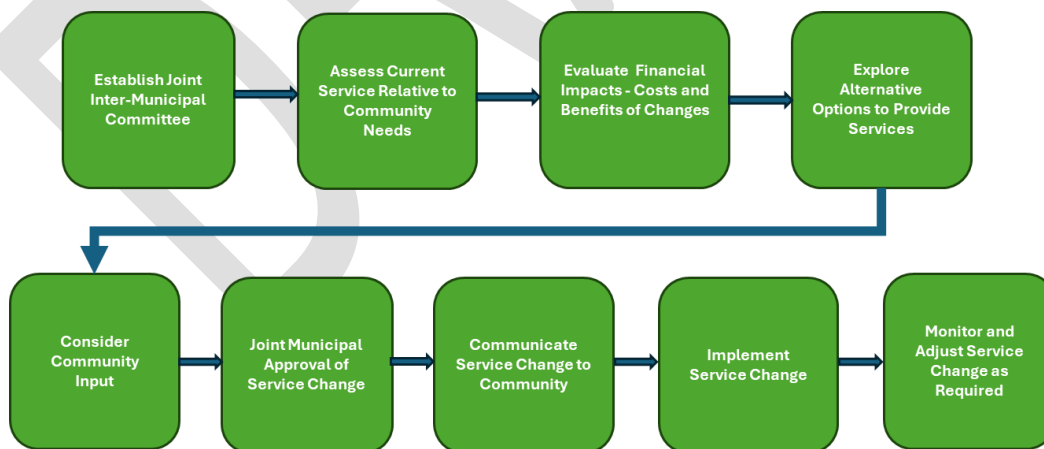 Establish Joint
Inter-Municipal
Committee
Assess Current
Service Relative to
Community
Needs
Evaluate Financial
Impacts - Costs and
Benefits of Changes
Explore
Alternative
Options to Provide
Services
Consider
Community
Input
Joint Municipal
Approval of
Service Change
Communicate
Service Change to
Community
Implement
Service Change
Monitor and
Adjust Service
Change as
Required